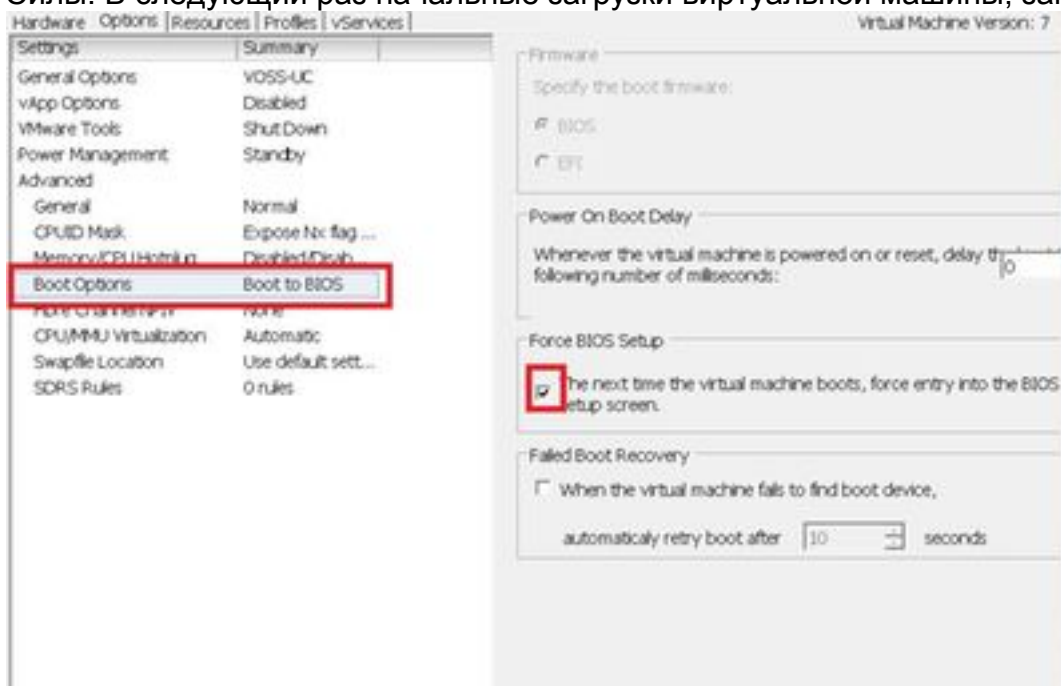 Силы. В следующий раз начальные загрузки виртуальной машины,
Hardware Options Resources Profiles vServices
Virtual Machine Version: 7
Settings Summary
General Options VOSS-UC
vApp Options Disabled
VMware Tools Shut Down
Power Management Standby
Advanced
General Normal
CPUID Mask Expose Nx flag ...
Memory/CPU Hotplug Disabled/Disab...
Boot Options Boot to BIOS
Fibre Channel NPIV None
CPU/MMU Virtualization Automatic
Swapfile Location Use default sett...
SDRS Rules 0 rules
Firmware
Specify the boot firmware:
BIOS
EFI
Power On Boot Delay
Whenever the virtual machine is powered on or reset, delay
following number of milliseconds:
0
Force BIOS Setup
The next time the virtual machine boots, force entry into the BIOS
setup screen.
Failed Boot Recovery
When the virtual machine fails to find boot device,
automaticaly retry boot after 10 seconds